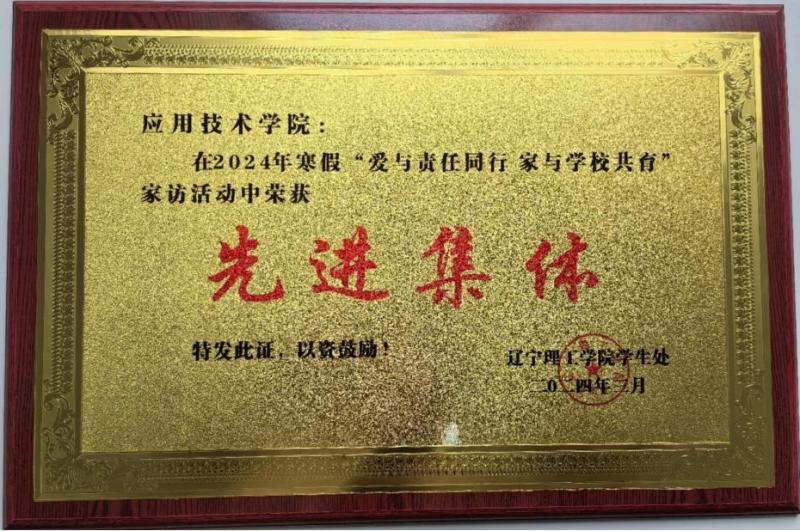 应用技术学院：
在2024年寒假“爱与责任同行 家与学校共育”
家访活动中荣获
先进集体
特发此证，以资鼓励！
辽宁理工学院学生处
二〇二四年三月